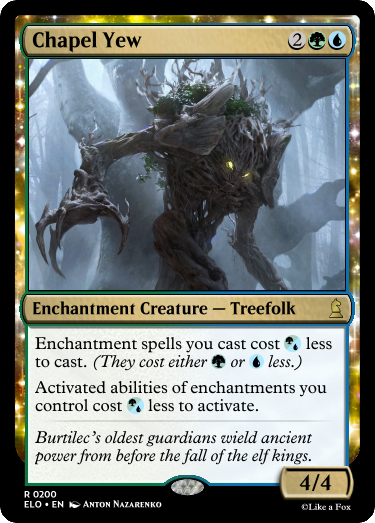 Chapel Yew 2
Enchantment Creature — Treefolk
Enchantment spells you cast cost less
to cast. (They cost either or less.)
Activated abilities of enchantments you
control cost less to activate.
Burtilec's oldest guardians wield ancient
power from before the fall of the elf kings.
4/4
R 0200
ELO • EN Anton Nazarenko
©Like a Fox